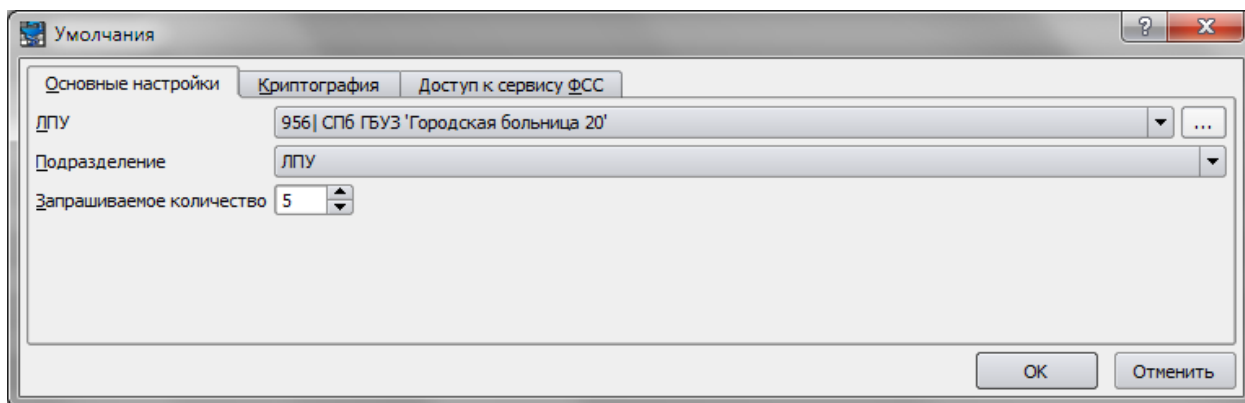 Умолчания
Основные настройки Криптография Доступ к сервису ФСС
ЛПУ 956| СПб ГБУЗ 'Городская больница 20' ...
Подразделение ЛПУ
Запрашиваемое количество 5
ОК Отменить